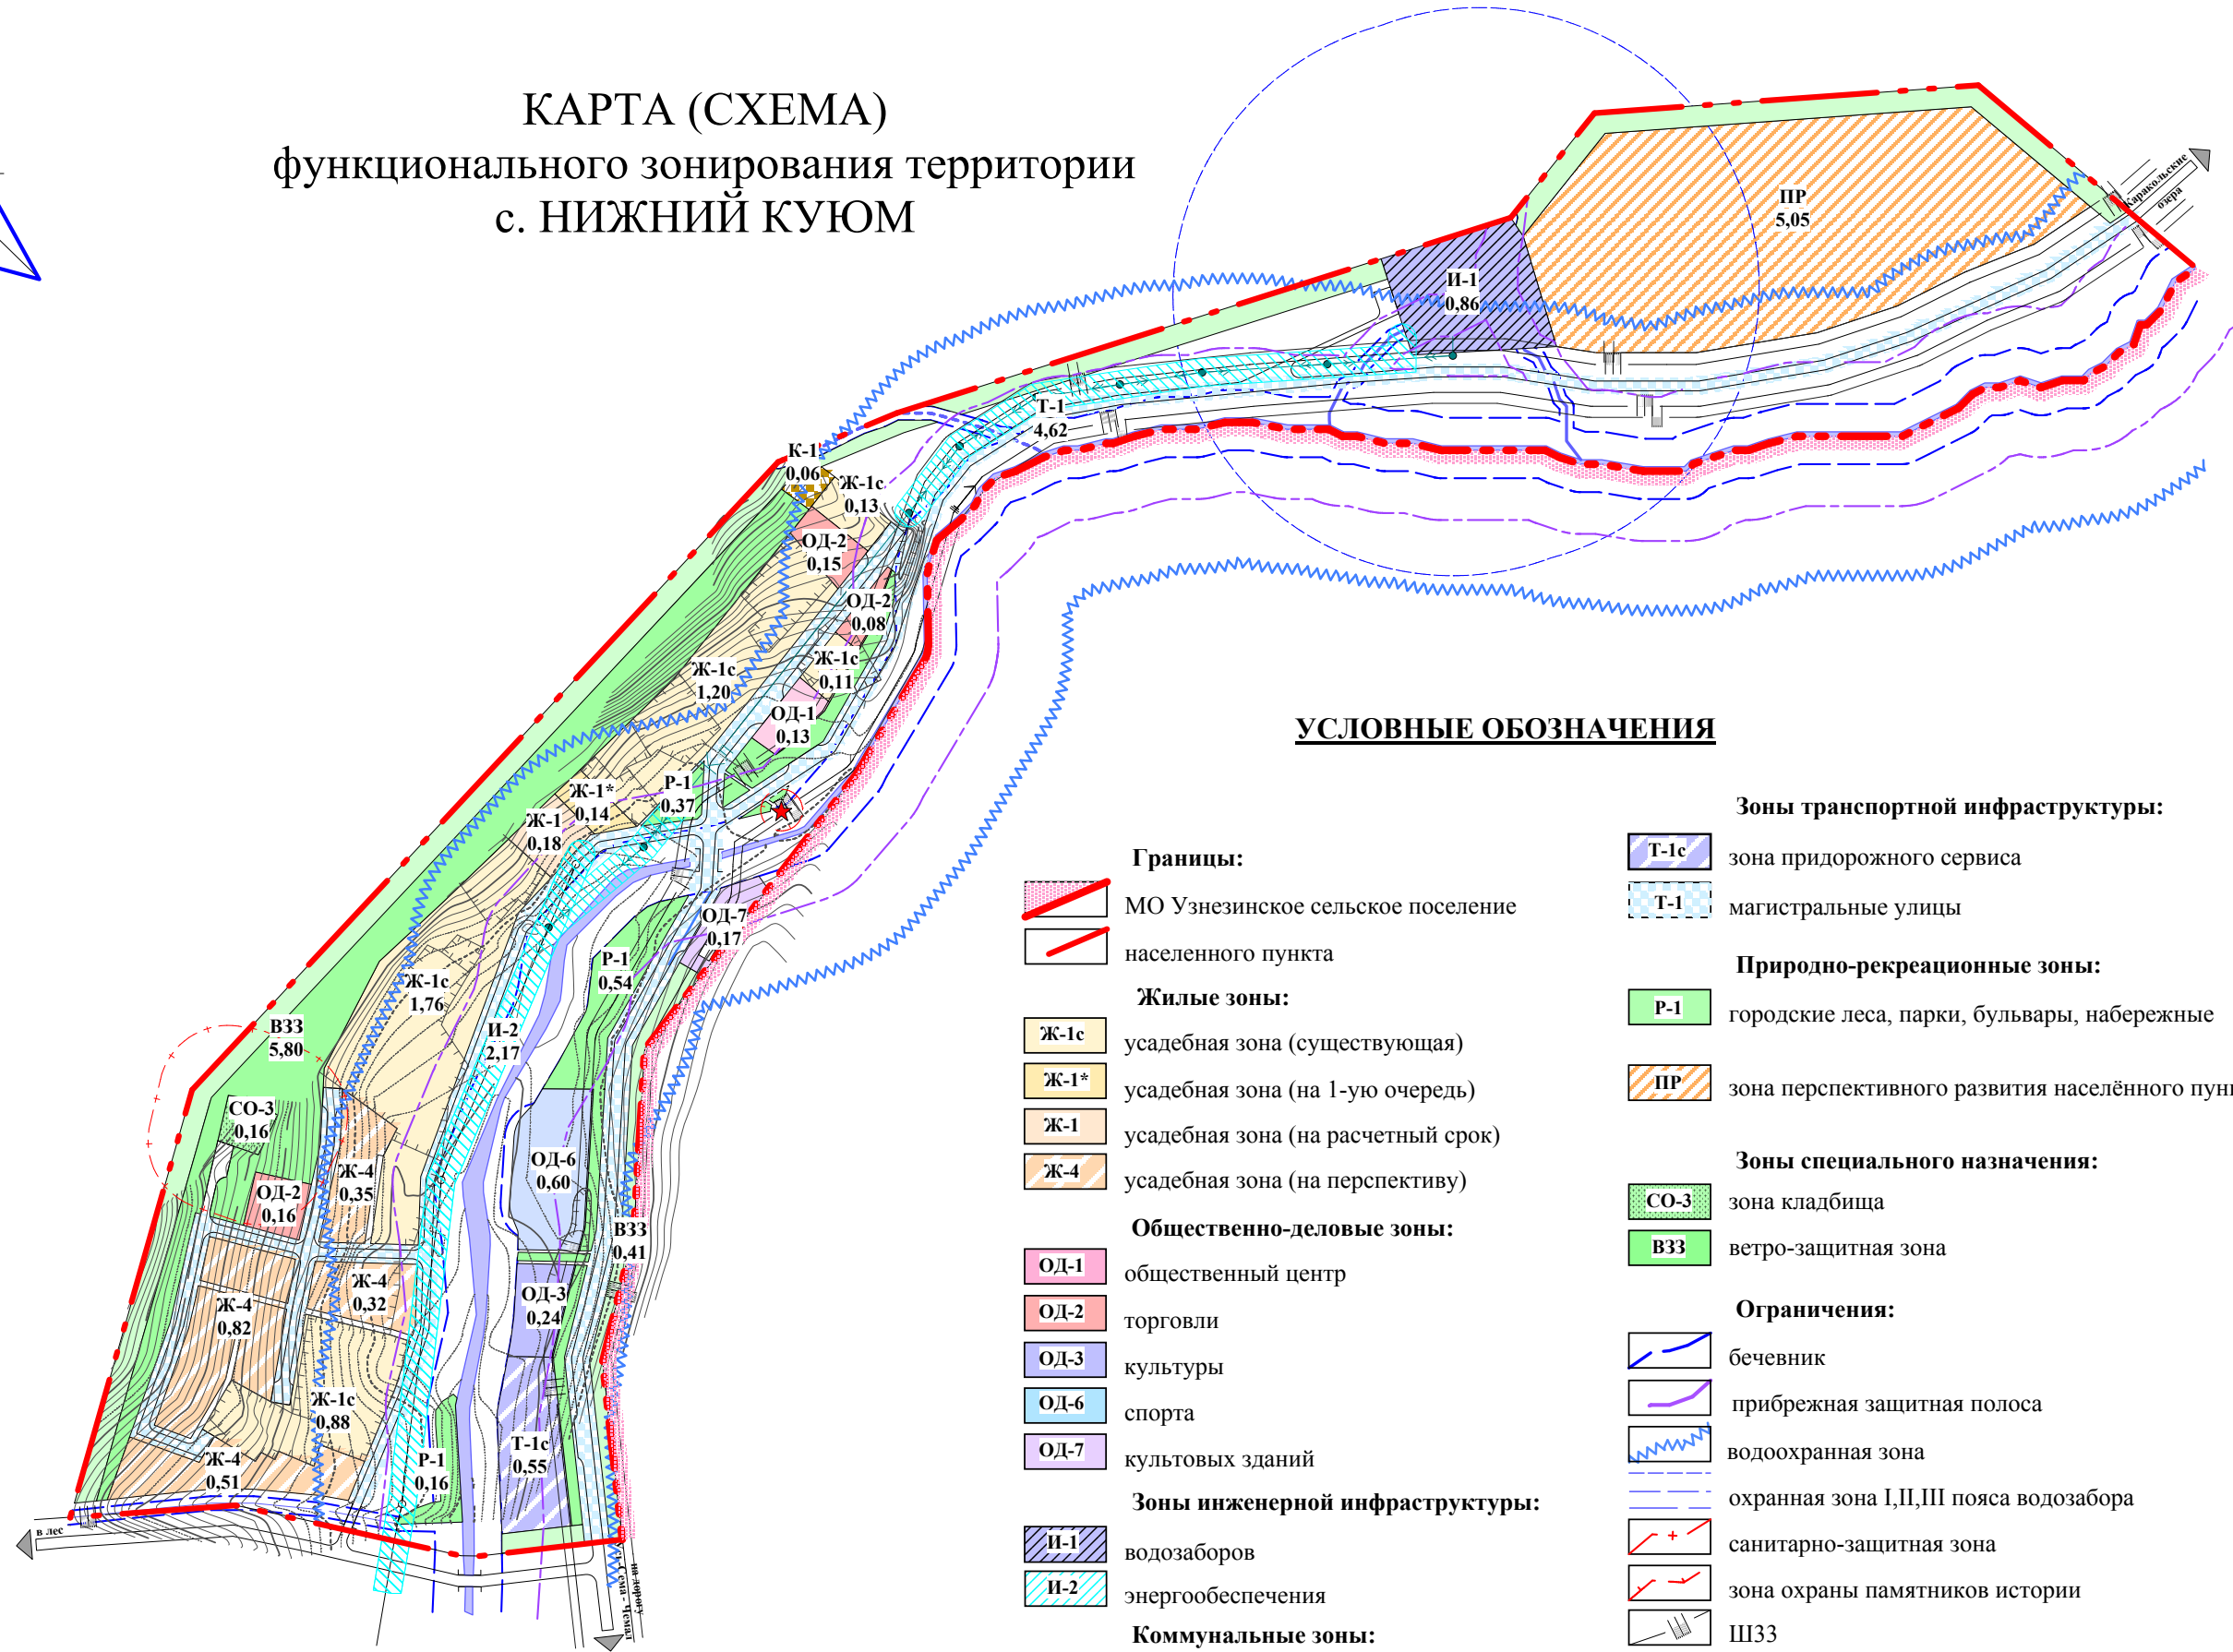 КАРТА (СХЕМА)
функционального зонирования территории
с. НИЖНИЙ КУЮМ
ПР
5,05
Каракольские
озера
И-1
0,86
Т-1
4,62
К-1
0,06
Ж-1с
0,13
ОД-2
0,15
ОД-2
0,08
Ж-1с
0,11
Ж-1с
1,20
ОД-1
0,13
Р-1
0,37
Ж-1*
0,14
Ж-1
0,18
ОД-7
0,17
Р-1
0,54
Ж-1с
1,76
И-2
2,17
ВЗЗ
5,80
СО-3
0,16
Ж-4
0,35
ОД-6
0,60
ОД-2
0,16
ВЗЗ
0,41
Ж-4
0,32
ОД-3
0,24
Ж-4
0,82
Ж-1с
0,88
Ж-4
0,51
Р-1
0,16
Т-1с
0,55
в лес
на дорогу
УСЛОВНЫЕ ОБОЗНАЧЕНИЯ
Границы:
МО Узнезинское сельское поселение
населенного пункта
Жилые зоны:
Ж-1с усадебная зона (существующая)
Ж-1* усадебная зона (на 1-ую очередь)
Ж-1 усадебная зона (на расчетный срок)
Ж-4 усадебная зона (на перспективу)
Общественно-деловые зоны:
ОД-1 общественный центр
ОД-2 торговли
ОД-3 культуры
ОД-6 спорта
ОД-7 культовых зданий
Зоны инженерной инфраструктуры:
И-1 водозаборов
И-2 энергообеспечения
Коммунальные зоны:
Зоны транспортной инфраструктуры:
Т-1с зона придорожного сервиса
Т-1 магистральные улицы
Природно-рекреационные зоны:
Р-1 городские леса, парки, бульвары, набережные
ПР зона перспективного развития населённого пун
Зоны специального назначения:
СО-3 зона кладбища
ВЗЗ ветро-защитная зона
Ограничения:
бечевник
прибрежная защитная полоса
водоохранная зона
охранная зона I,II,III пояса водозабора
санитарно-защитная зона
зона охраны памятников истории
ШЗЗ